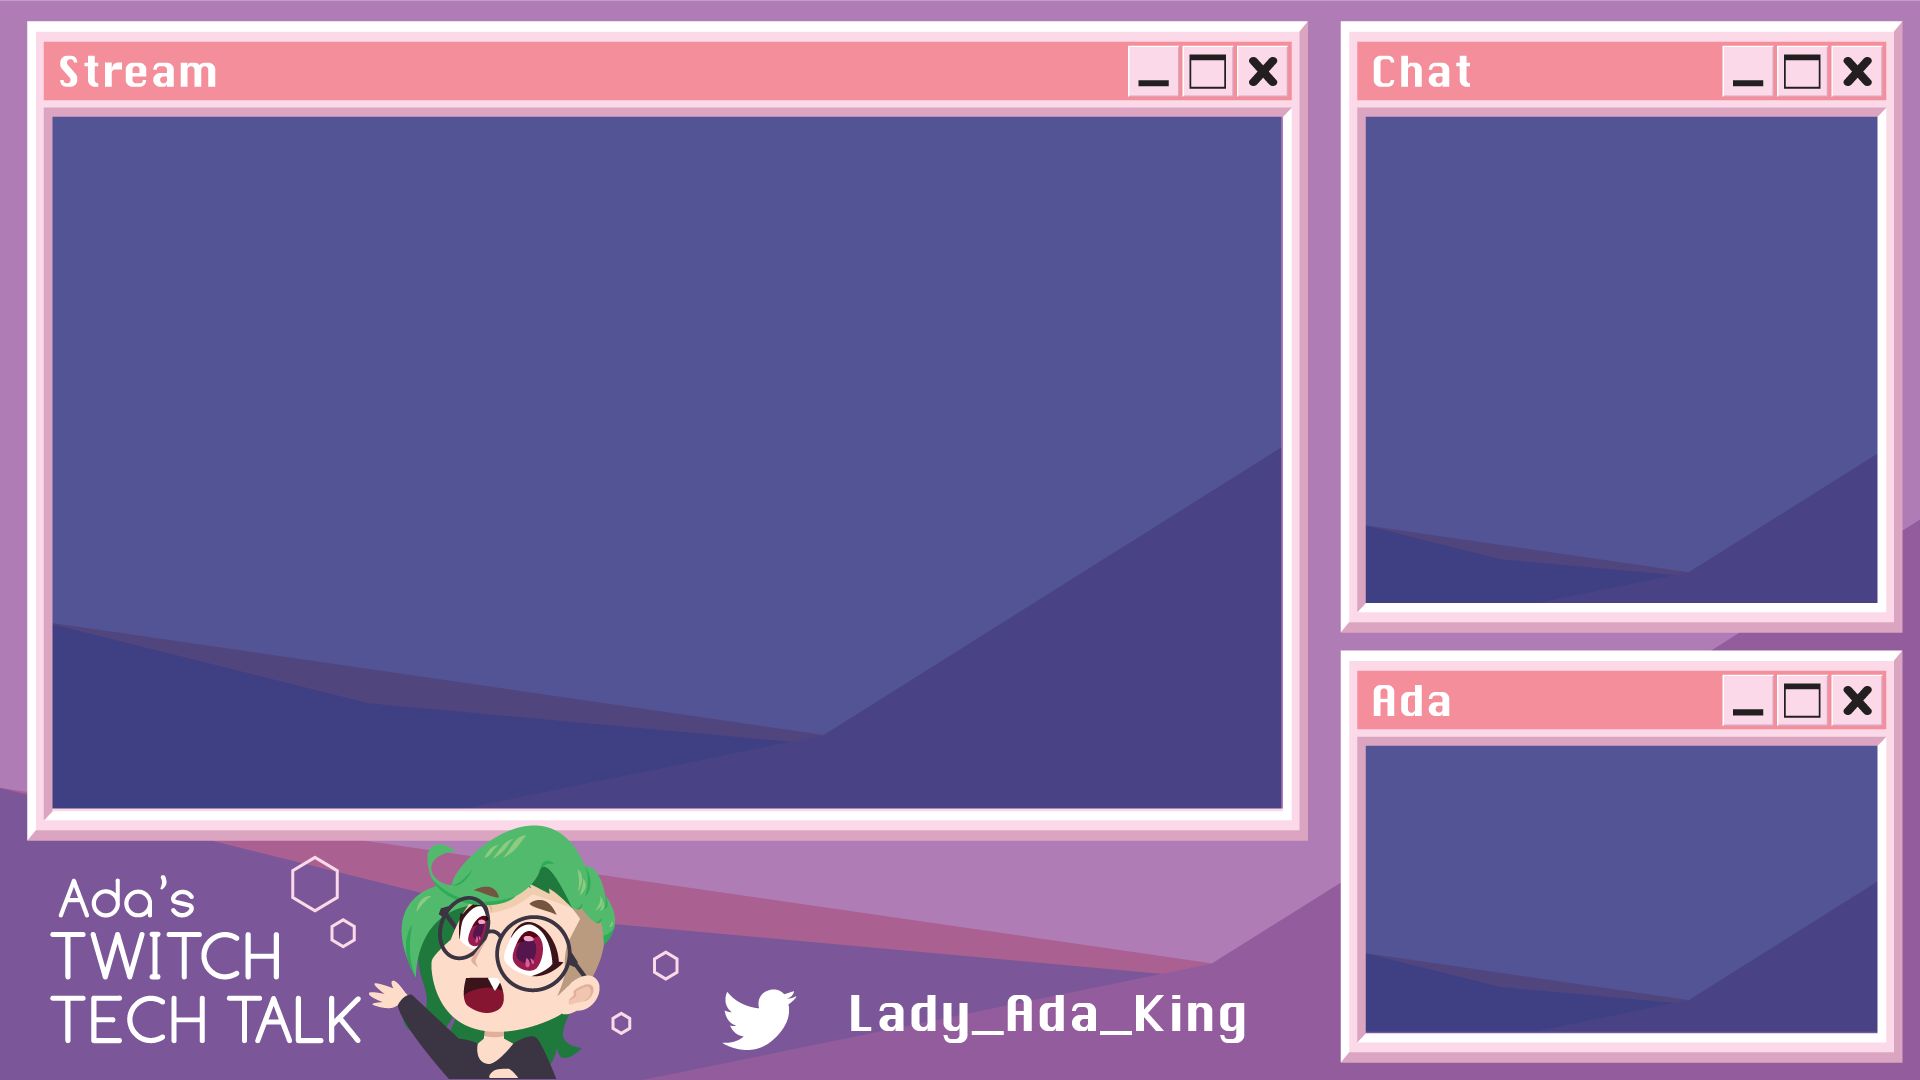 Stream
Chat
Ada
Ada's
TWITCH
TECH TALK
Lady_Ada_King